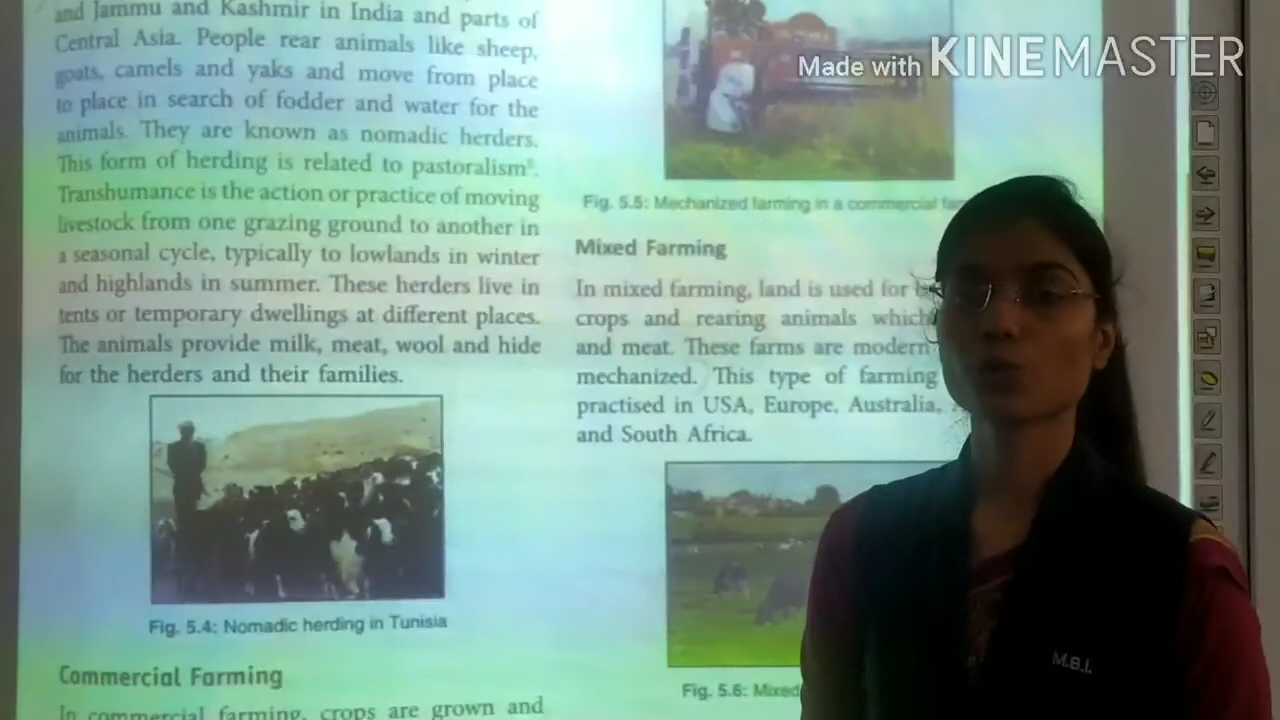 and Jammu and Kashmir in India and parts of
Central Asia. People rear animals like sheep,
goats, camels and yaks and move from place
to place in search of fodder and water for the
animals. They are known as nomadic herders.
This form of herding is related to pastoralism
Transhumance is the action or practice of moving
livestock from one grazing ground to another in
a seasonal cycle, typically to lowlands in winter
and highlands in summer. These herders live in
tents or temporary dwellings at different places.
The animals provide milk, meat, wool and hide
for the herders and their families.
Fig. 5.4: Nomadic herding in Tunisia
Commercial Farming
In commercial farming, crops are grown and
Made with KINEMASTER
Fig. 5.5: Mechanized farming in a commercial
Mixed Farming
In mixed farming, land is used for
crops and rearing animals which
and meat. These farms are modern
mechanized. This type of farming
practised in USA, Europe, Australia,
and South Africa.
Fig. 5.6: Mixed
M.B.I.